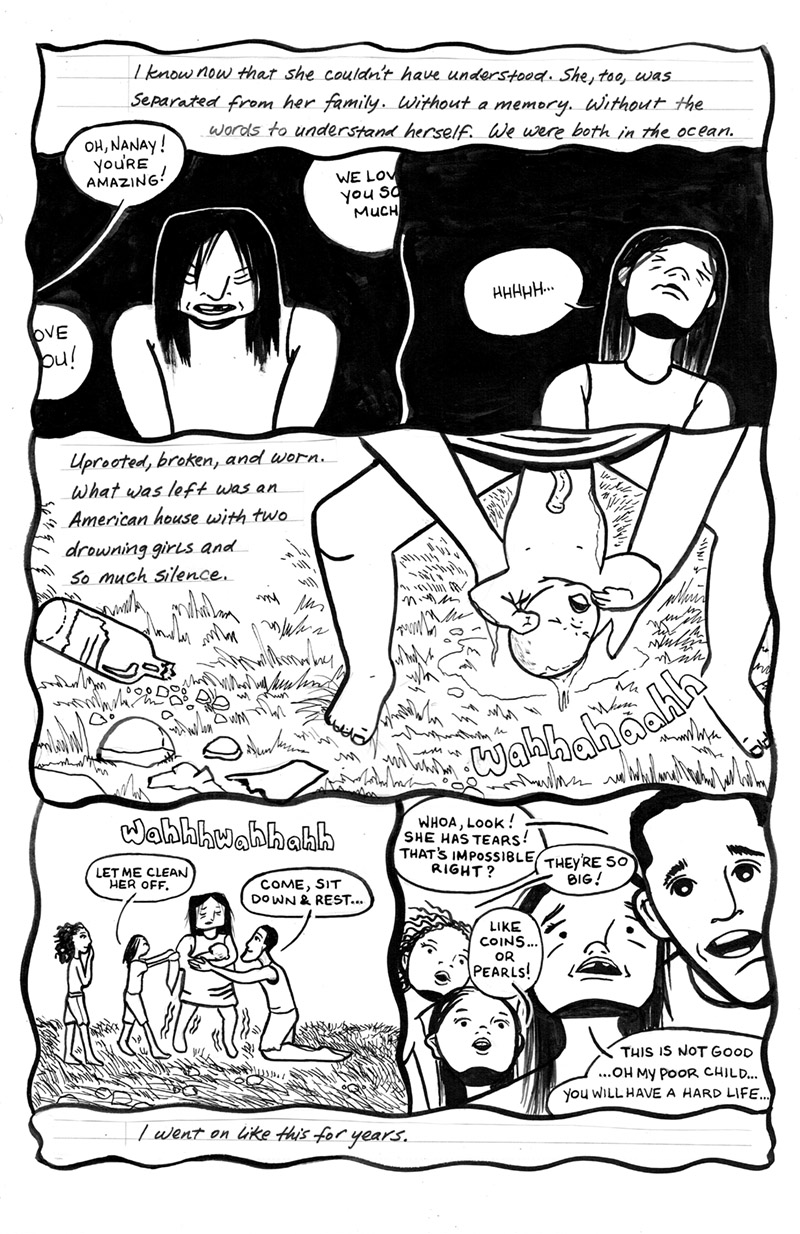 I know now that she couldn't have understood. She, too, was
separated from her family. Without a memory. Without the
words to understand herself. We were both in the ocean.
OH, NANAY!
YOU'RE
AMAZING!
WE LOV
YOU SO
MUCH
OVE
OU!
HHHHH...
Uprooted, broken, and worn.
What was left was an
American house with two
drowning girls and
so much silence.
wahhahaahh
wahhhwahhahh
LET ME CLEAN
HER OFF.
COME, SIT
DOWN & REST...
WHOA, LOOK!
SHE HAS TEARS!
THAT'S IMPOSSIBLE
RIGHT?
THEY'RE SO
BIG!
LIKE
COINS...
OR
PEARLS!
THIS IS NOT GOOD
...OH MY POOR CHILD...
YOU WILL HAVE A HARD LIFE...
I went on like this for years.